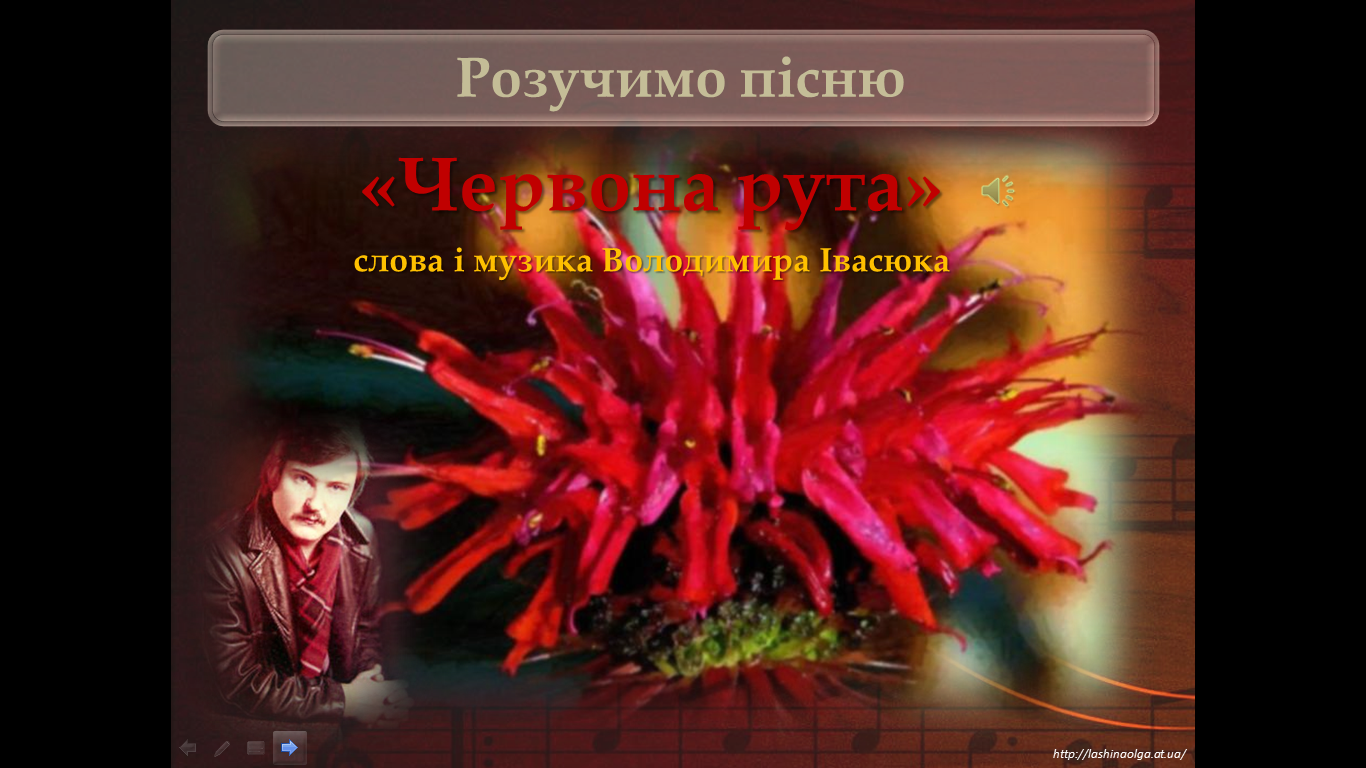 Розучимо пісню
«Червона рута»
слова і музика Володимира Івасюка
http://lashinaolga.at.ua/